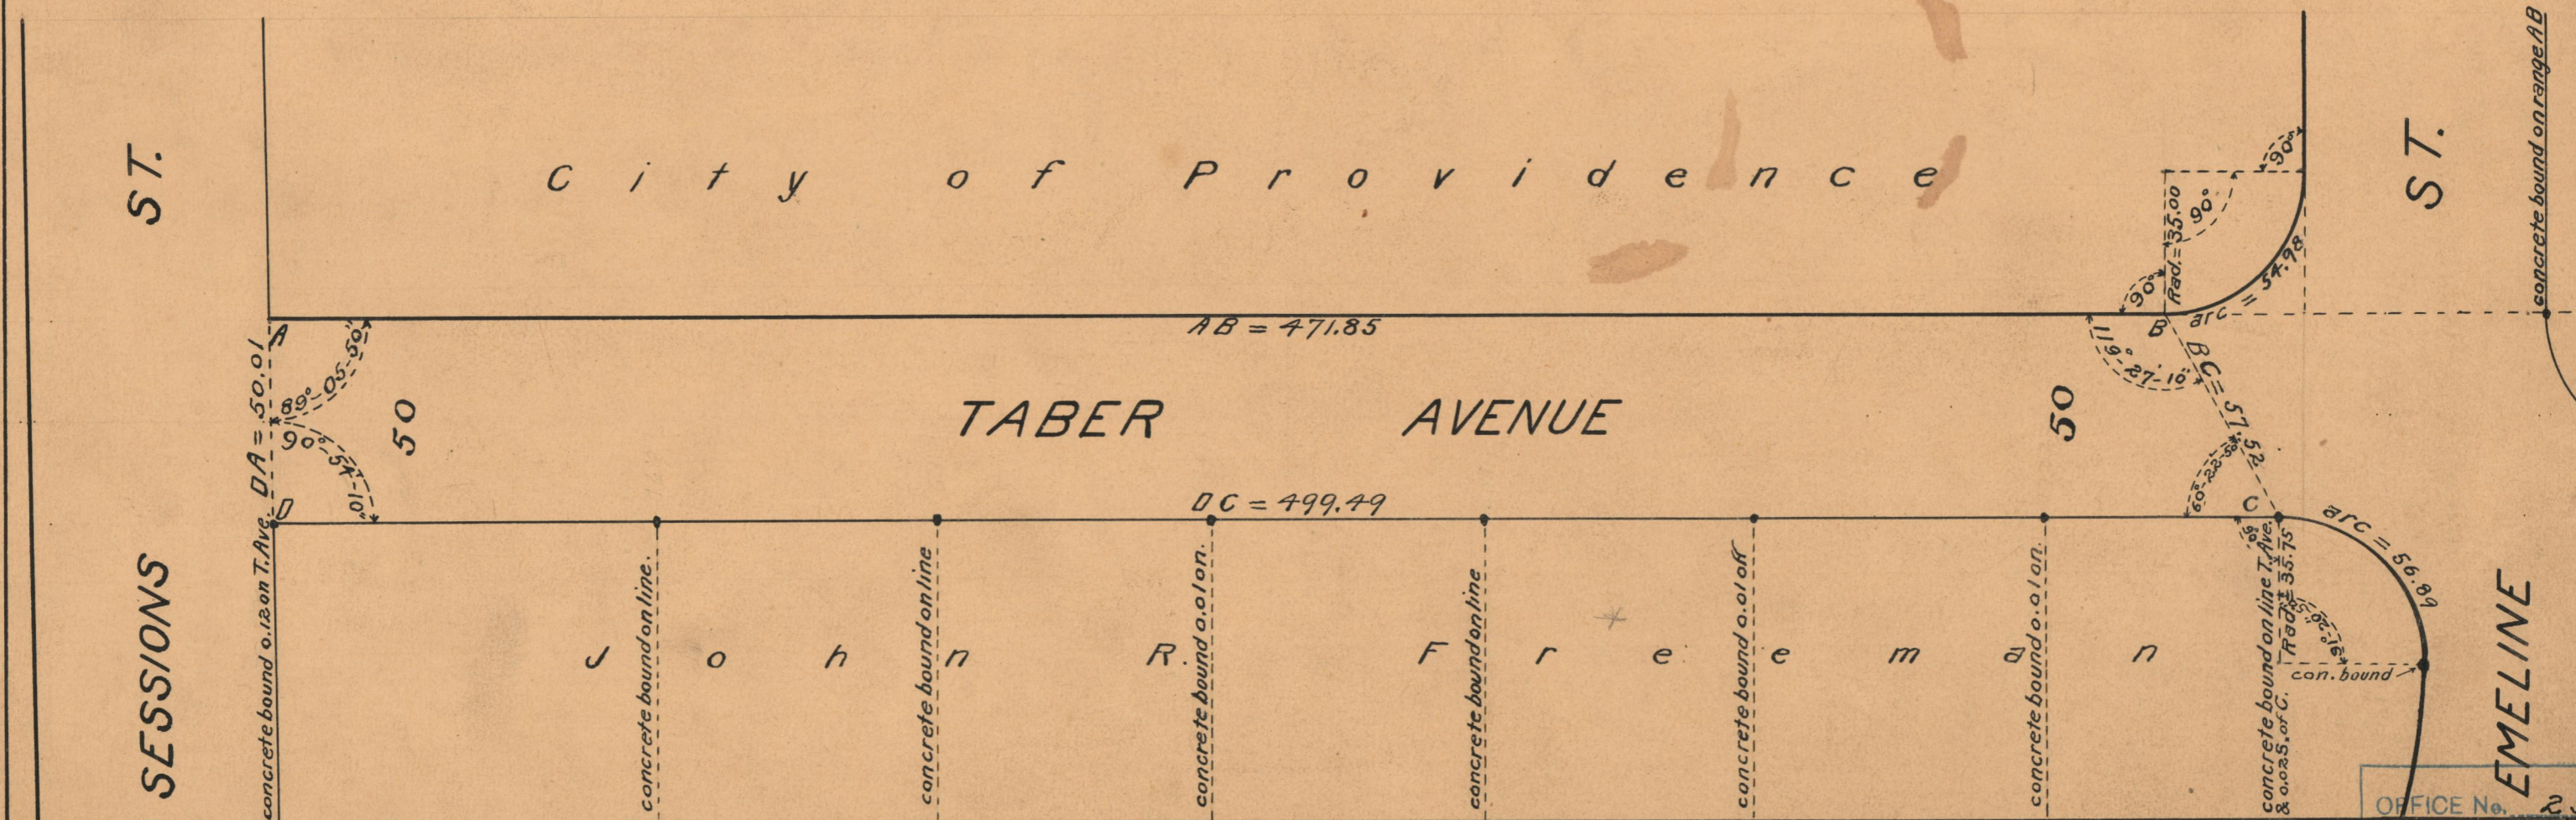 SESSIONS ST.
City of Providence
90°
90°
Rad. = 35.00
90°
arc = 54.98
EMELINE ST.
concrete bound on range AB
A
AB = 471.85
B
DA = 50.01
89°-05'-50"
90°-54'-10"
50
TABER AVENUE
50
119°-27'-10"
BC = 57.52
60°-22'-50"
D
DC = 499.49
C
arc = 56.89
90°
Rad. = 35.75
con. bound
John R. Freeman
concrete bound 0.12 on T. Ave.
concrete bound on line
concrete bound on line
concrete bound 0.01 on.
concrete bound on line
concrete bound 0.01 off
concrete bound 0.01 on.
concrete bound on line T. Ave.
& 0.02 S. of C.
OFFICE No.